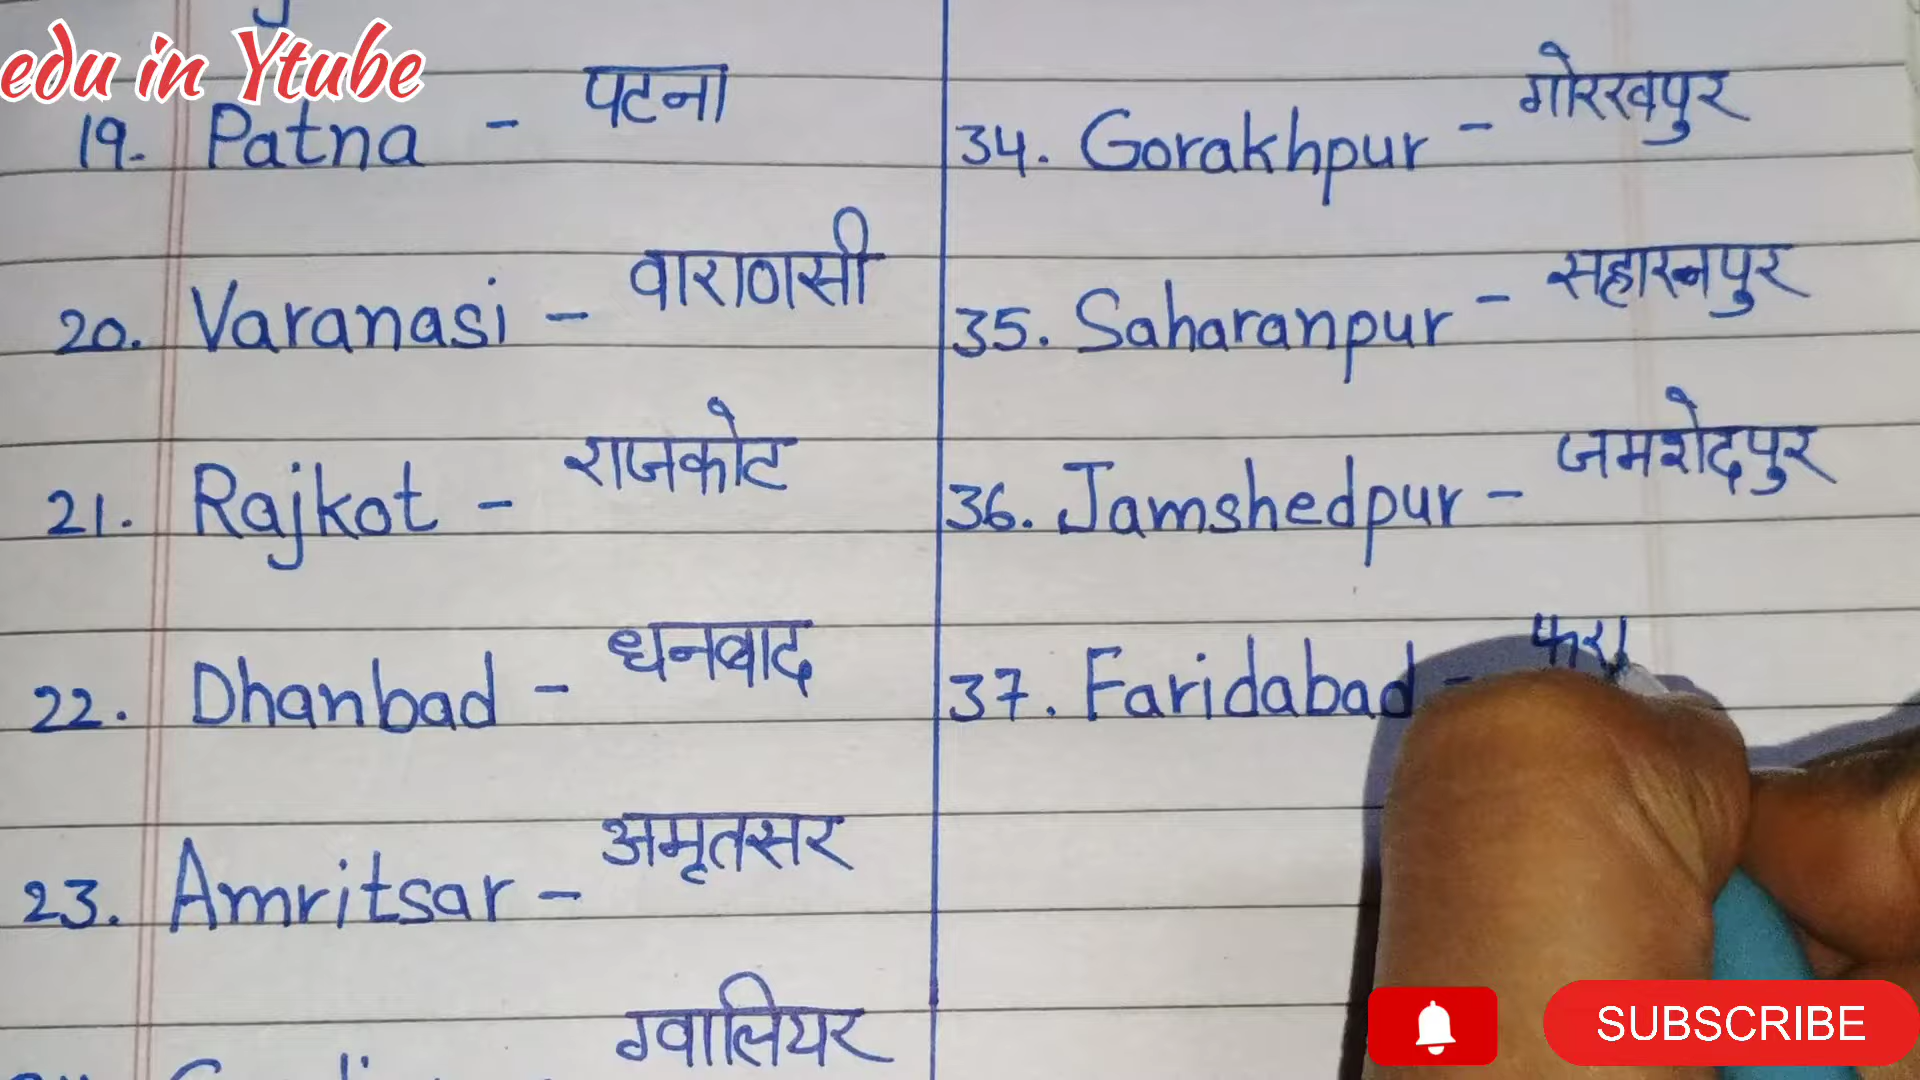 edu in Ytube
19. Patna - पटना
20. Varanasi - वाराणसी
21. Rajkot - राजकोट
22. Dhanbad - धनबाद
23. Amritsar - अमृतसर
ग्वालियर
34. Gorakhpur - गोरखपुर
35. Saharanpur - सहारनपुर
36. Jamshedpur - जमशेदपुर
37. Faridabad -
SUBSCRIBE